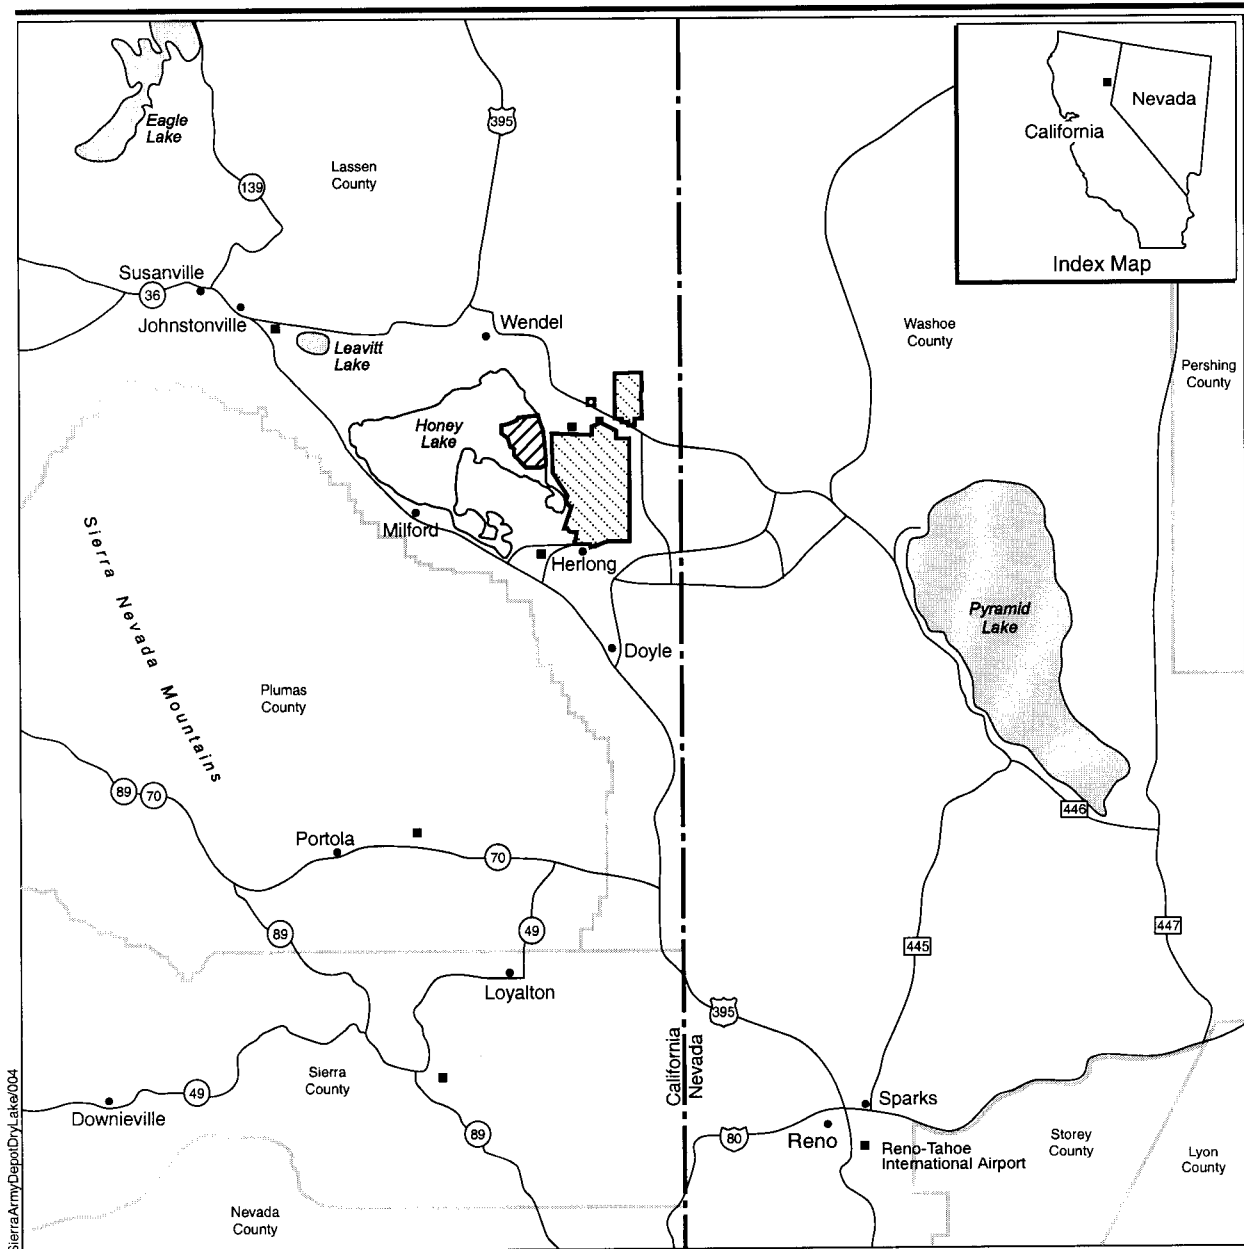 Eagle
Lake
395
Lassen
County
139
Nevada
California
Index Map
Susanville
36
Johnstonville
Wendel
Leavitt
Lake
Washoe
County
Pershing
County
Honey
Lake
Milford
Herlong
Sierra Nevada Mountains
Pyramid
Lake
Doyle
Plumas
County
89
70
446
Portola
70
89
49
445
447
Loyalton
395
California
Nevada
Sierra
County
49
Downieville
89
80
Sparks
Reno
Reno-Tahoe
International Airport
Storey
County
Lyon
County
Nevada
County
SierraArmyDepotDryLake/004